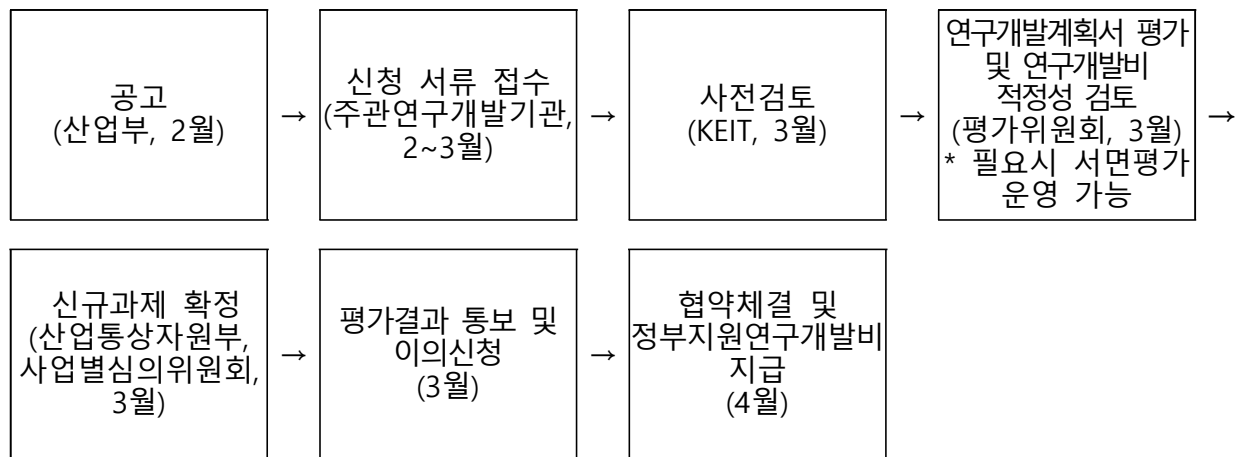 공고
(산업부, 2월)
→
신청 서류 접수
(주관연구개발기관,
2~3월)
→
사전검토
(KEIT, 3월)
→
연구개발계획서 평가
및 연구개발비
적정성 검토
(평가위원회, 3월)
* 필요시 서면평가
운영 가능
→
신규과제 확정
(산업통상자원부,
사업별심의위원회,
3월)
→
평가결과 통보 및
이의신청
(3월)
→
협약체결 및
정부지원연구개발비
지급
(4월)